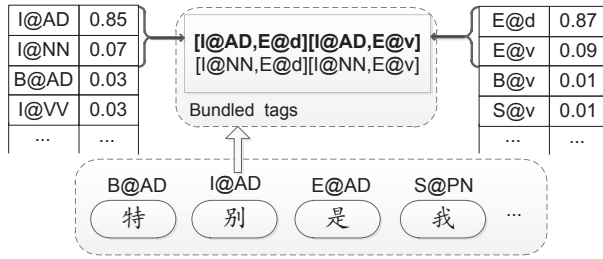 I@AD 0.85
I@NN 0.07
B@AD 0.03
I@VV 0.03
... ...
[I@AD,E@d][I@AD,E@v]
[I@NN,E@d][I@NN,E@v]
Bundled tags
E@d 0.87
E@v 0.09
B@v 0.01
S@v 0.01
... ...
B@AD I@AD E@AD S@PN
特 别 是 我 ...